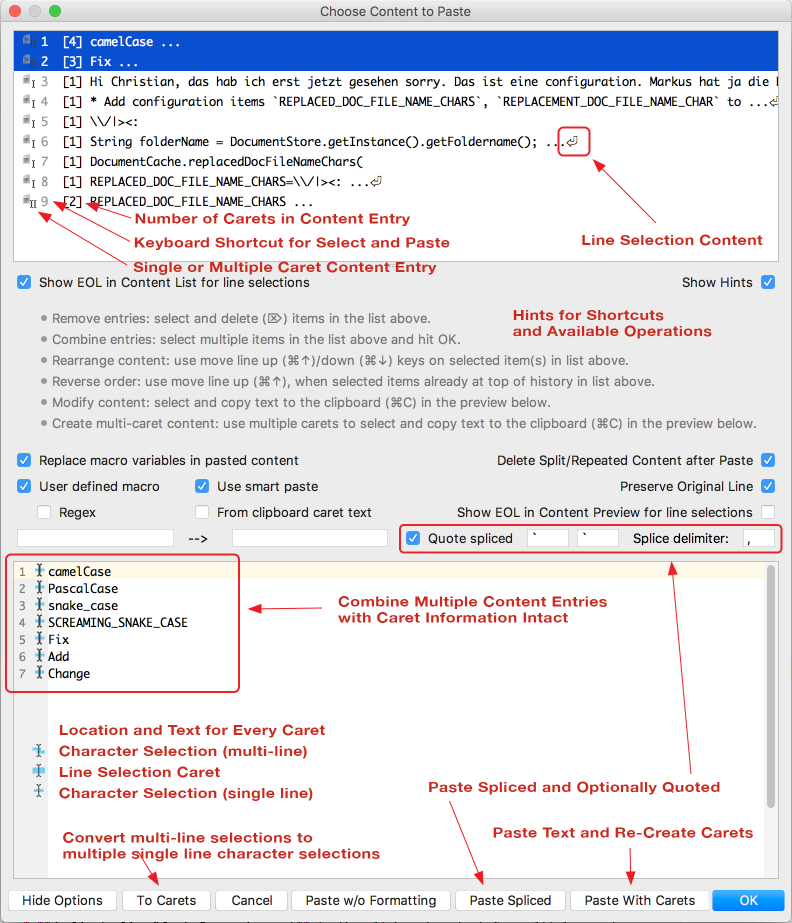 Choose Content to Paste
1 [4] camelCase ...
2 [3] Fix ...
3 [1] Hi Christian, das hab ich erst jetzt gesehen sorry. Das ist eine configuration. Markus hat ja die
4 [1] * Add configuration items `REPLACED_DOC_FILE_NAME_CHARS`, `REPLACEMENT_DOC_FILE_NAME_CHAR` to ...⏎
5 [1] \\/|><:
6 [1] String folderName = DocumentStore.getInstance().getFoldername(); ...⏎
7 [1] DocumentCache.replacedDocFileNameChars(
8 [1] REPLACED_DOC_FILE_NAME_CHARS=\\/|><: ...⏎
9 [2] REPLACED_DOC_FILE_NAME_CHARS ...
Number of Carets in Content Entry
Keyboard Shortcut for Select and Paste
Line Selection Content
Single or Multiple Caret Content Entry
Show EOL in Content List for line selections
Show Hints
• Remove entries: select and delete (⌦) items in the list above.
Hints for Shortcuts
and Available Operations
• Combine entries: select multiple items in the list above and hit OK.
• Rearrange content: use move line up (⌘↑)/down (⌘↓) keys on selected item(s) in list above.
• Reverse order: use move line up (⌘↑), when selected items already at top of history in list above.
• Modify content: select and copy text to the clipboard (⌘C) in the preview below.
• Create multi-caret content: use multiple carets to select and copy text to the clipboard (⌘C) in the preview below.
Replace macro variables in pasted content
Delete Split/Repeated Content after Paste
User defined macro
Use smart paste
Preserve Original Line
Regex
From clipboard caret text
Show EOL in Content Preview for line selections
-->
Quote spliced ` ` Splice delimiter: ,
1 camelCase
2 PascalCase
3 snake_case
4 SCREAMING_SNAKE_CASE
5 Fix
6 Add
7 Change
Combine Multiple Content Entries
with Caret Information Intact
Location and Text for Every Caret
Character Selection (multi-line)
Line Selection Caret
Character Selection (single line)
Paste Spliced and Optionally Quoted
Convert multi-line selections to
multiple single line character selections
Paste Text and Re-Create Carets
Hide Options
To Carets
Cancel
Paste w/o Formatting
Paste Spliced
Paste With Carets
OK